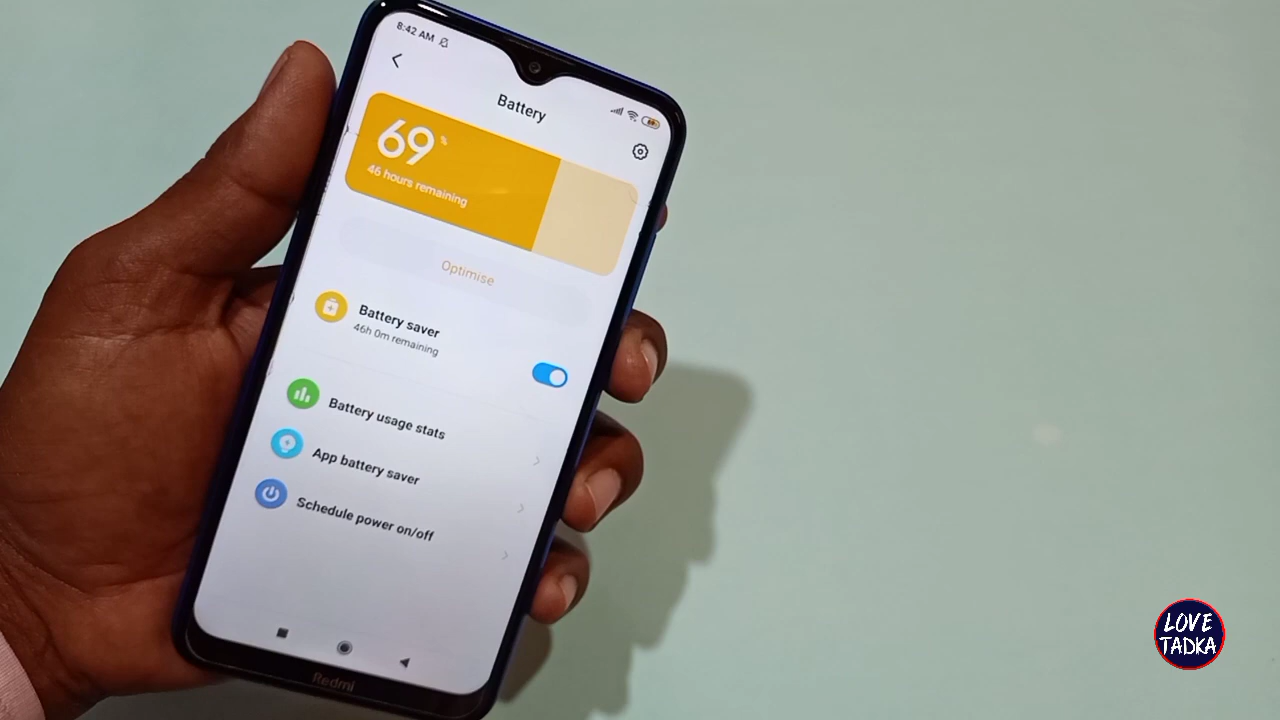 8:42 AM
Battery
69%
46 hours remaining
Optimise
Battery saver
46h 0m remaining
Battery usage stats
App battery saver
Schedule power on/off
Redmi
LOVE
TADKA